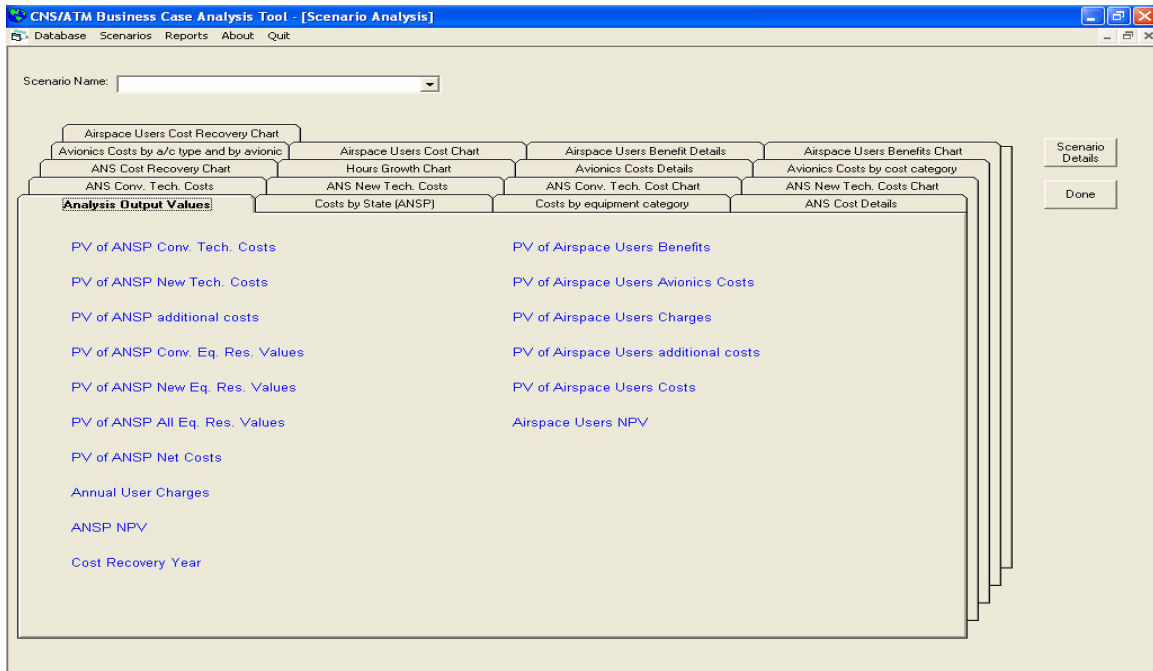 CNS/ATM Business Case Analysis Tool - [Scenario Analysis]
Database Scenarios Reports About Quit
Scenario Name:
Airspace Users Cost Recovery Chart
Avionics Costs by a/c type and by avionic Airspace Users Cost Chart Airspace Users Benefit Details Airspace Users Benefits Chart
ANS Cost Recovery Chart Hours Growth Chart Avionics Costs Details Avionics Costs by cost category
ANS Conv. Tech. Costs ANS New Tech. Costs ANS Conv. Tech. Cost Chart ANS New Tech. Costs Chart
Analysis Output Values Costs by State (ANSP) Costs by equipment category ANS Cost Details
Scenario Details
Done
PV of ANSP Conv. Tech. Costs
PV of ANSP New Tech. Costs
PV of ANSP additional costs
PV of ANSP Conv. Eq. Res. Values
PV of ANSP New Eq. Res. Values
PV of ANSP All Eq. Res. Values
PV of ANSP Net Costs
Annual User Charges
ANSP NPV
Cost Recovery Year
PV of Airspace Users Benefits
PV of Airspace Users Avionics Costs
PV of Airspace Users Charges
PV of Airspace Users additional costs
PV of Airspace Users Costs
Airspace Users NPV